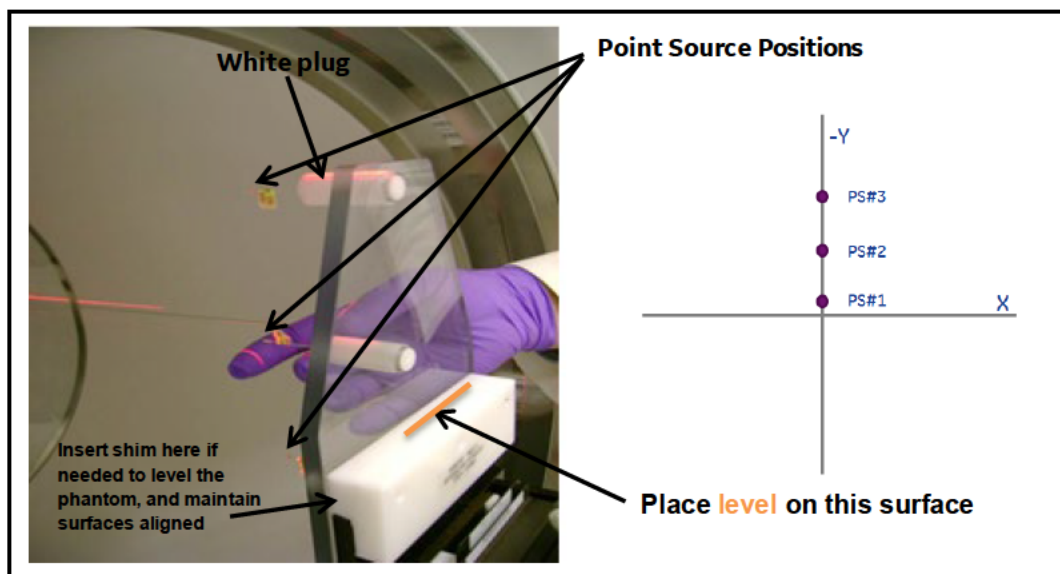 White plug
Point Source Positions
-Y
PS#3
PS#2
PS#1
X
Insert shim here if
needed to level the
phantom, and maintain
surfaces aligned
Place level on this surface